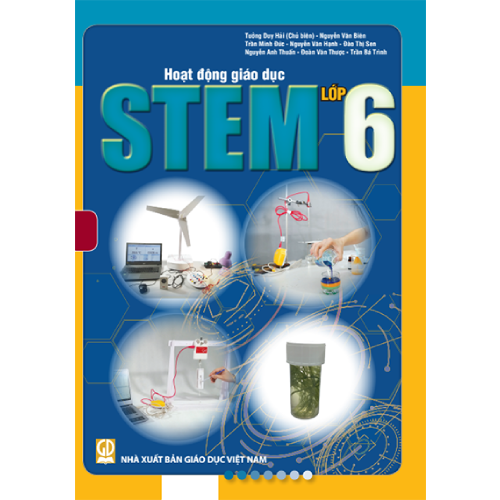 Tưởng Duy Hải (Chủ biên) - Nguyễn Văn Biên
Trần Minh Đức - Nguyễn Văn Hạnh - Đào Thị Sen
Nguyễn Anh Thuấn - Đoàn Văn Thược - Trần Bá Trình
Hoạt động giáo dục
STEM LỚP 6
GD
NHÀ XUẤT BẢN GIÁO DỤC VIỆT NAM